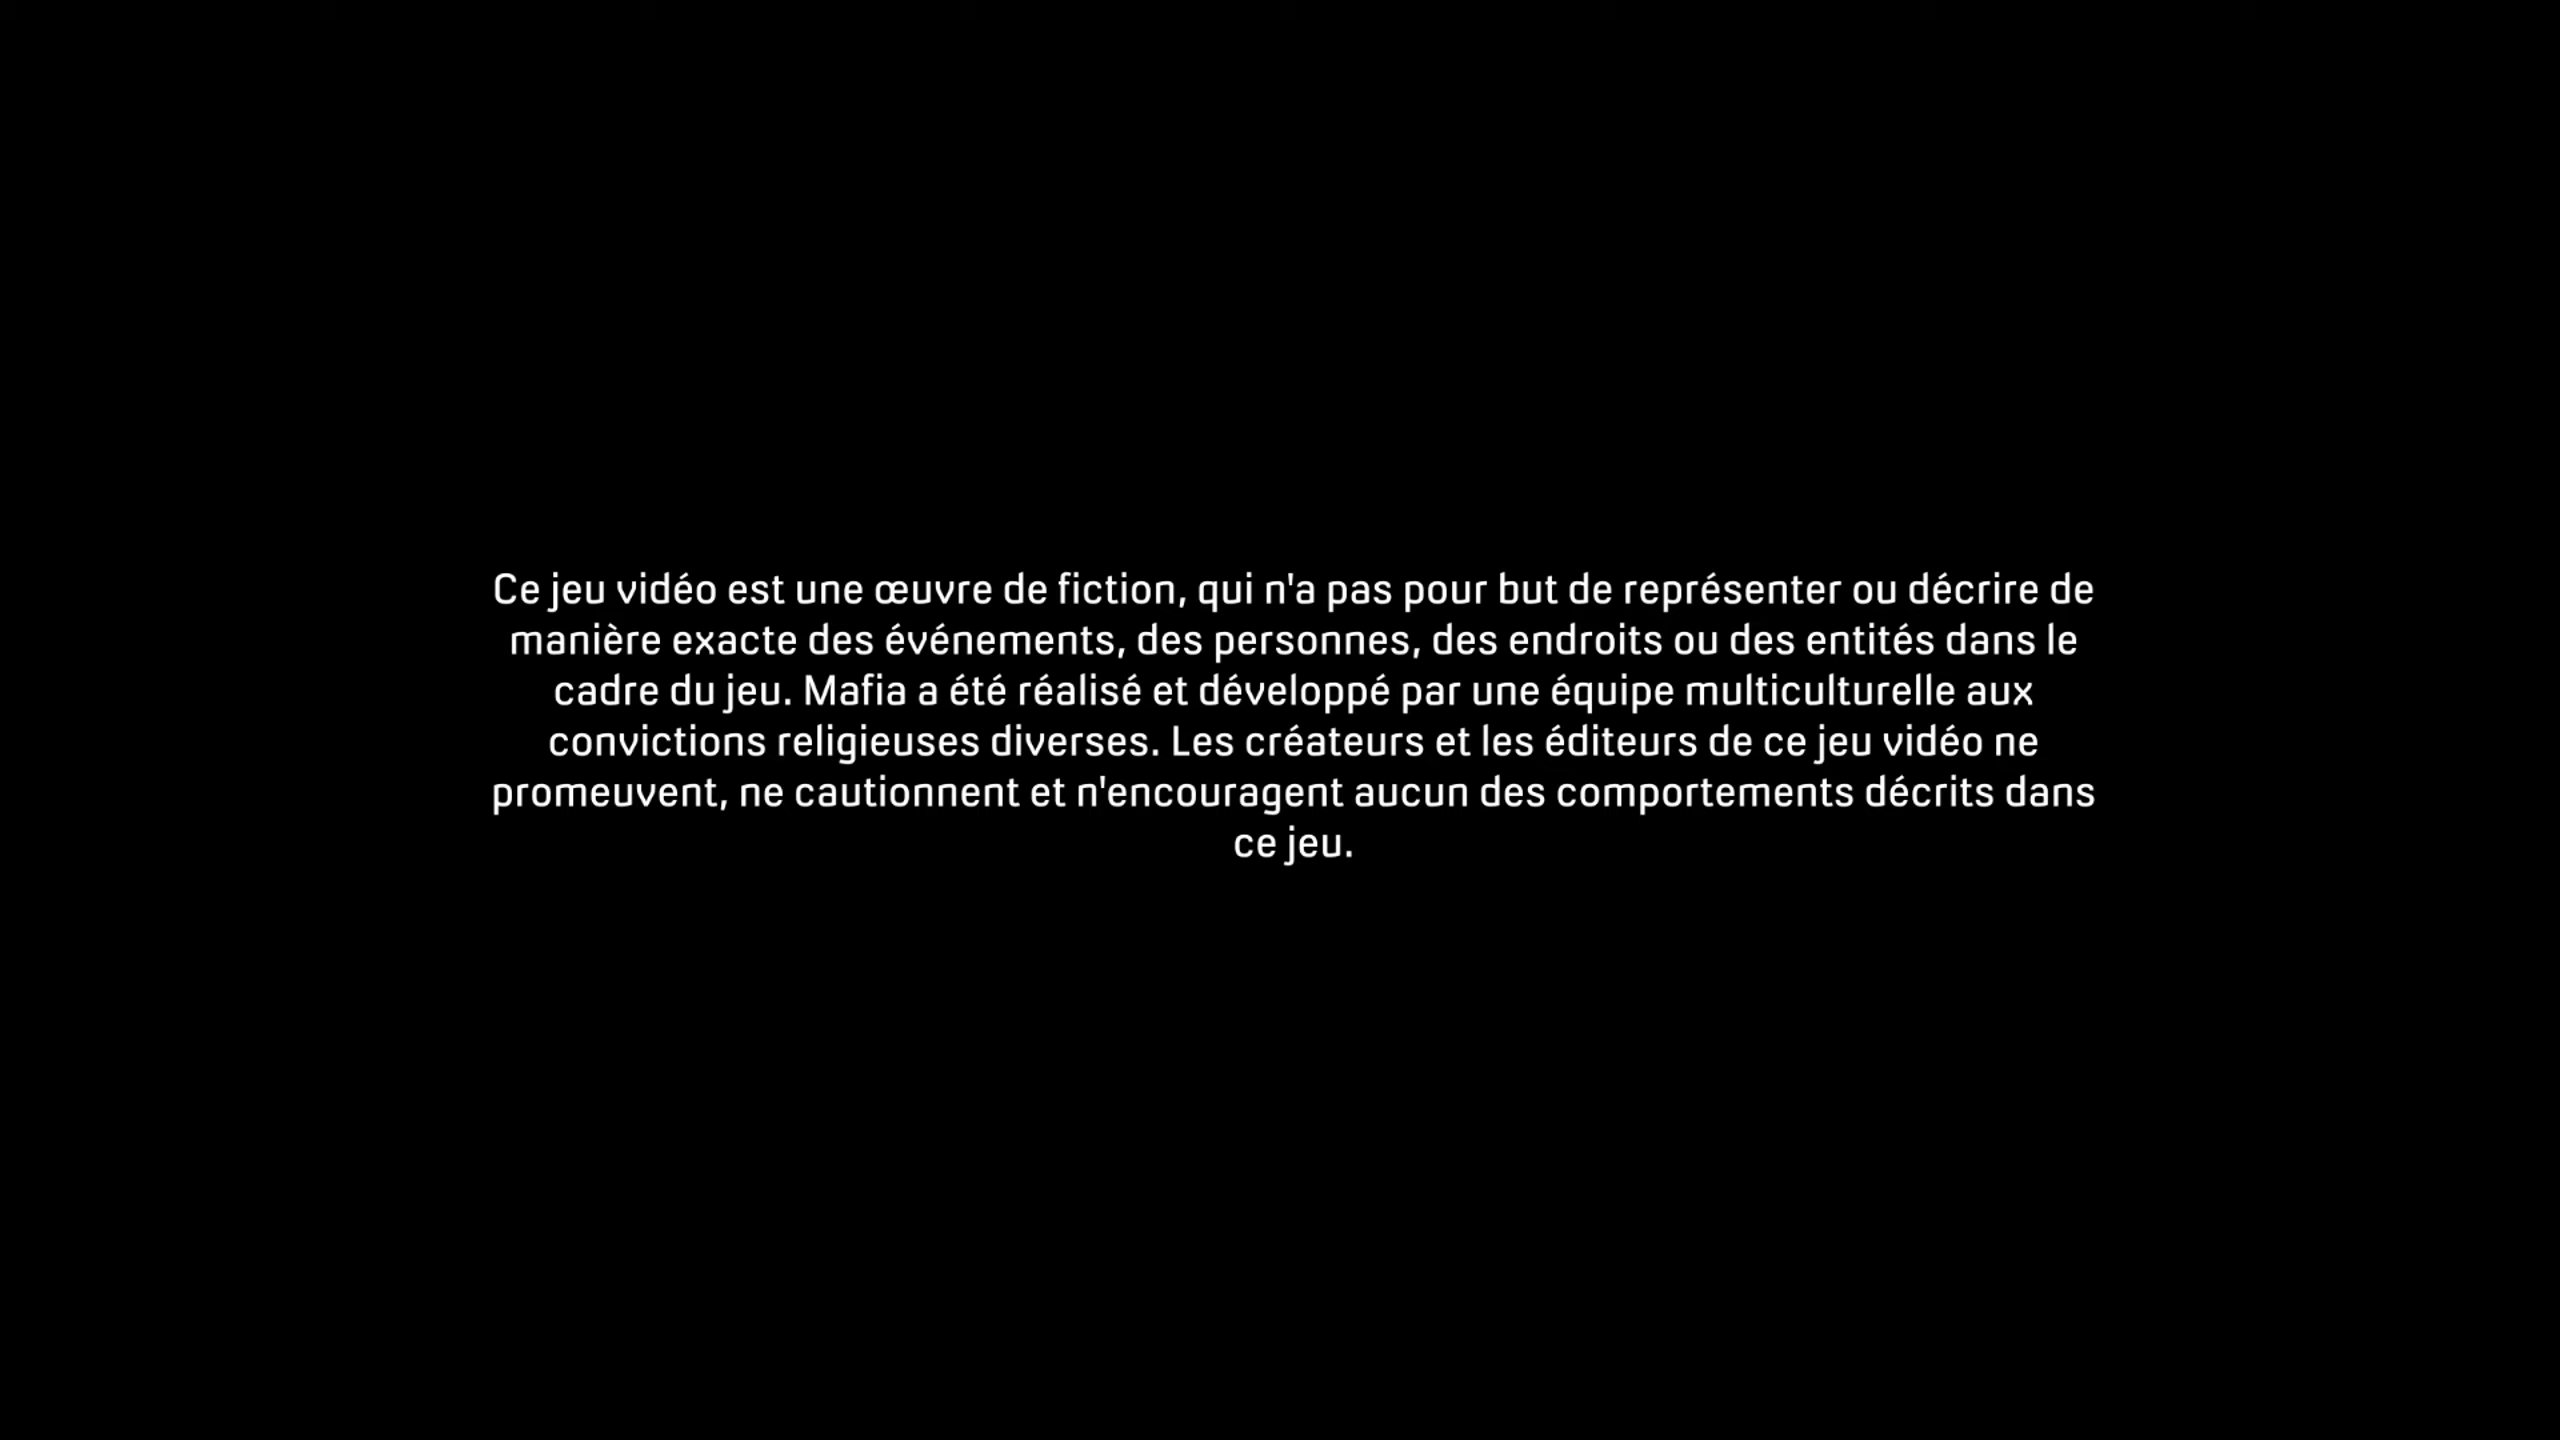 Ce jeu vidéo est une œuvre de fiction, qui n'a pas pour but de représenter ou décrire de
manière exacte des événements, des personnes, des endroits ou des entités dans le
cadre du jeu. Mafia a été réalisé et développé par une équipe multiculturelle aux
convictions religieuses diverses. Les créateurs et les éditeurs de ce jeu vidéo ne
promeuvent, ne cautionnent et n'encouragent aucun des comportements décrits dans
ce jeu.